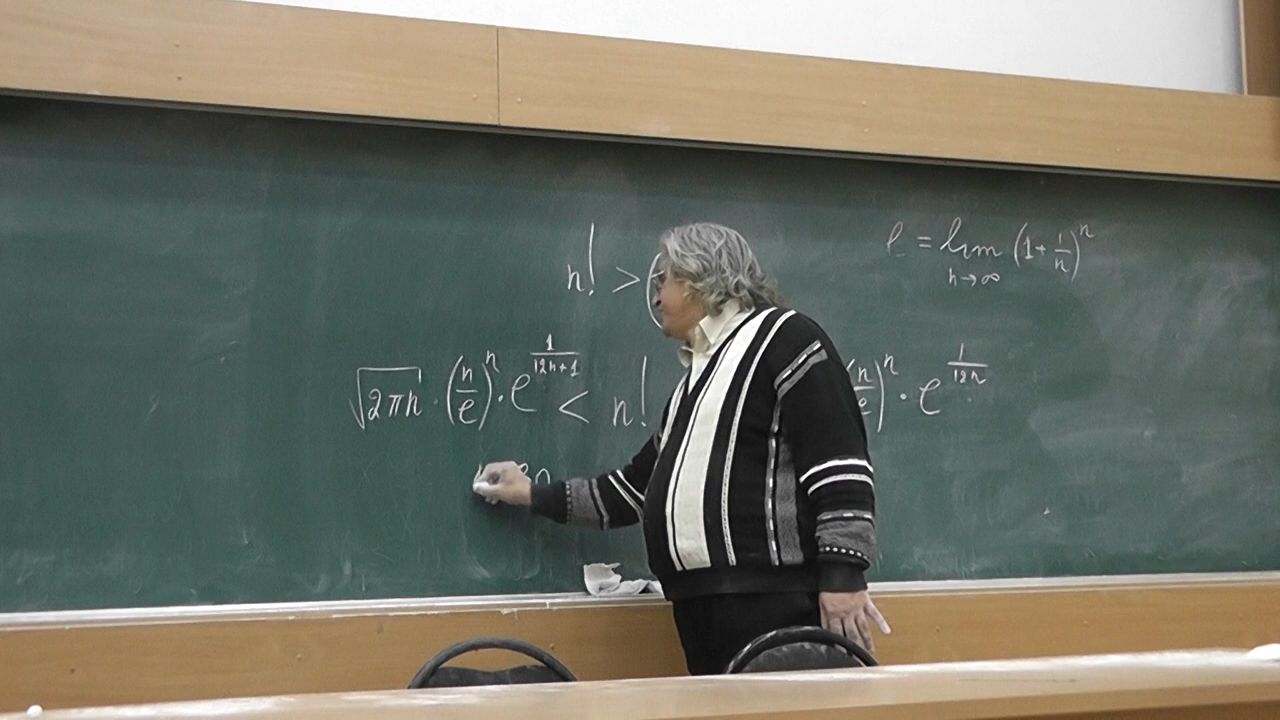 e = lim (1 + 1/n)^n
n→∞
n! > (
√(2πn) · (n/e)^n · e^(1/(12n+1)) < n! (n/e)^n · e^(1/(12n))